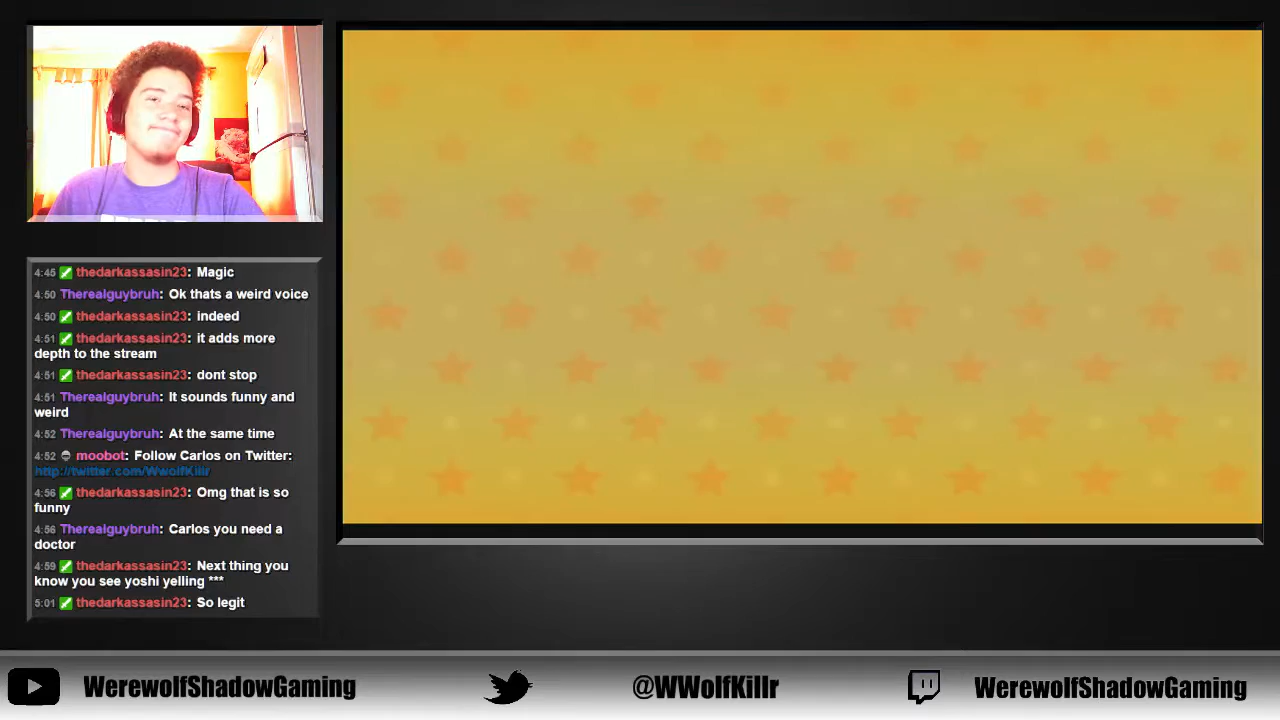 4:45 thedarkassasin23: Magic
4:50 Therealguybruh: Ok thats a weird voice
4:50 thedarkassasin23: indeed
4:51 thedarkassasin23: it adds more
depth to the stream
4:51 thedarkassasin23: dont stop
4:51 Therealguybruh: It sounds funny and
weird
4:52 Therealguybruh: At the same time
4:52 moobot: Follow Carlos on Twitter:
http://twitter.com/WwolfKillr
4:56 thedarkassasin23: Omg that is so
funny
4:56 Therealguybruh: Carlos you need a
doctor
4:59 thedarkassasin23: Next thing you
know you see yoshi yelling ***
5:01 thedarkassasin23: So legit
WerewolfShadowGaming @WWolfKillr WerewolfShadowGaming